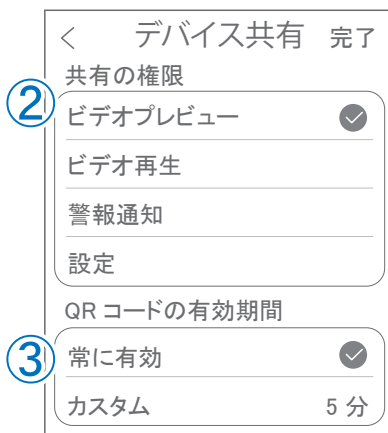 < デバイス共有 完了
共有の権限
② ビデオプレビュー
ビデオ再生
警報通知
設定
QR コードの有効期間
③ 常に有効
カスタム 5 分